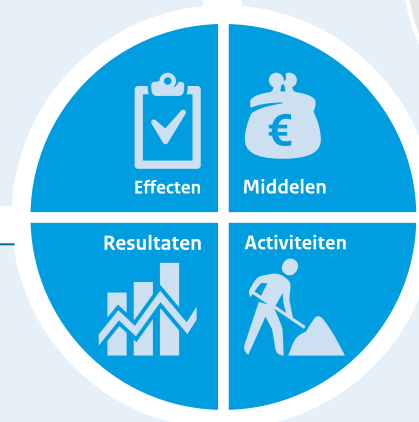 Effecten
Middelen
Resultaten
Activiteiten
€